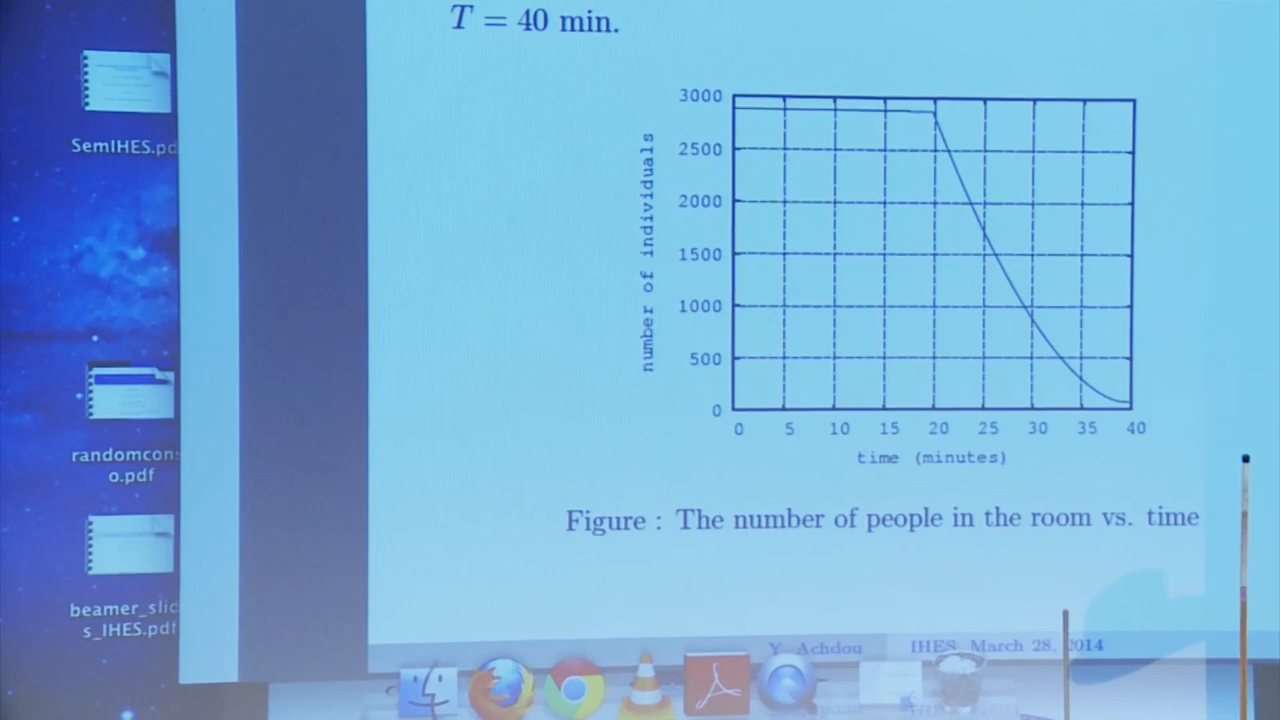 T = 40 min.
SemIHES.pd
randomcons
o.pdf
beamer_slid
s_IHES.pdf
3000
2500
2000
1500
1000
500
0
number of individuals
0 5 10 15 20 25 30 35 40
time (minutes)
Figure : The number of people in the room vs. time
Y. Achdou IHES, March 28, 2014